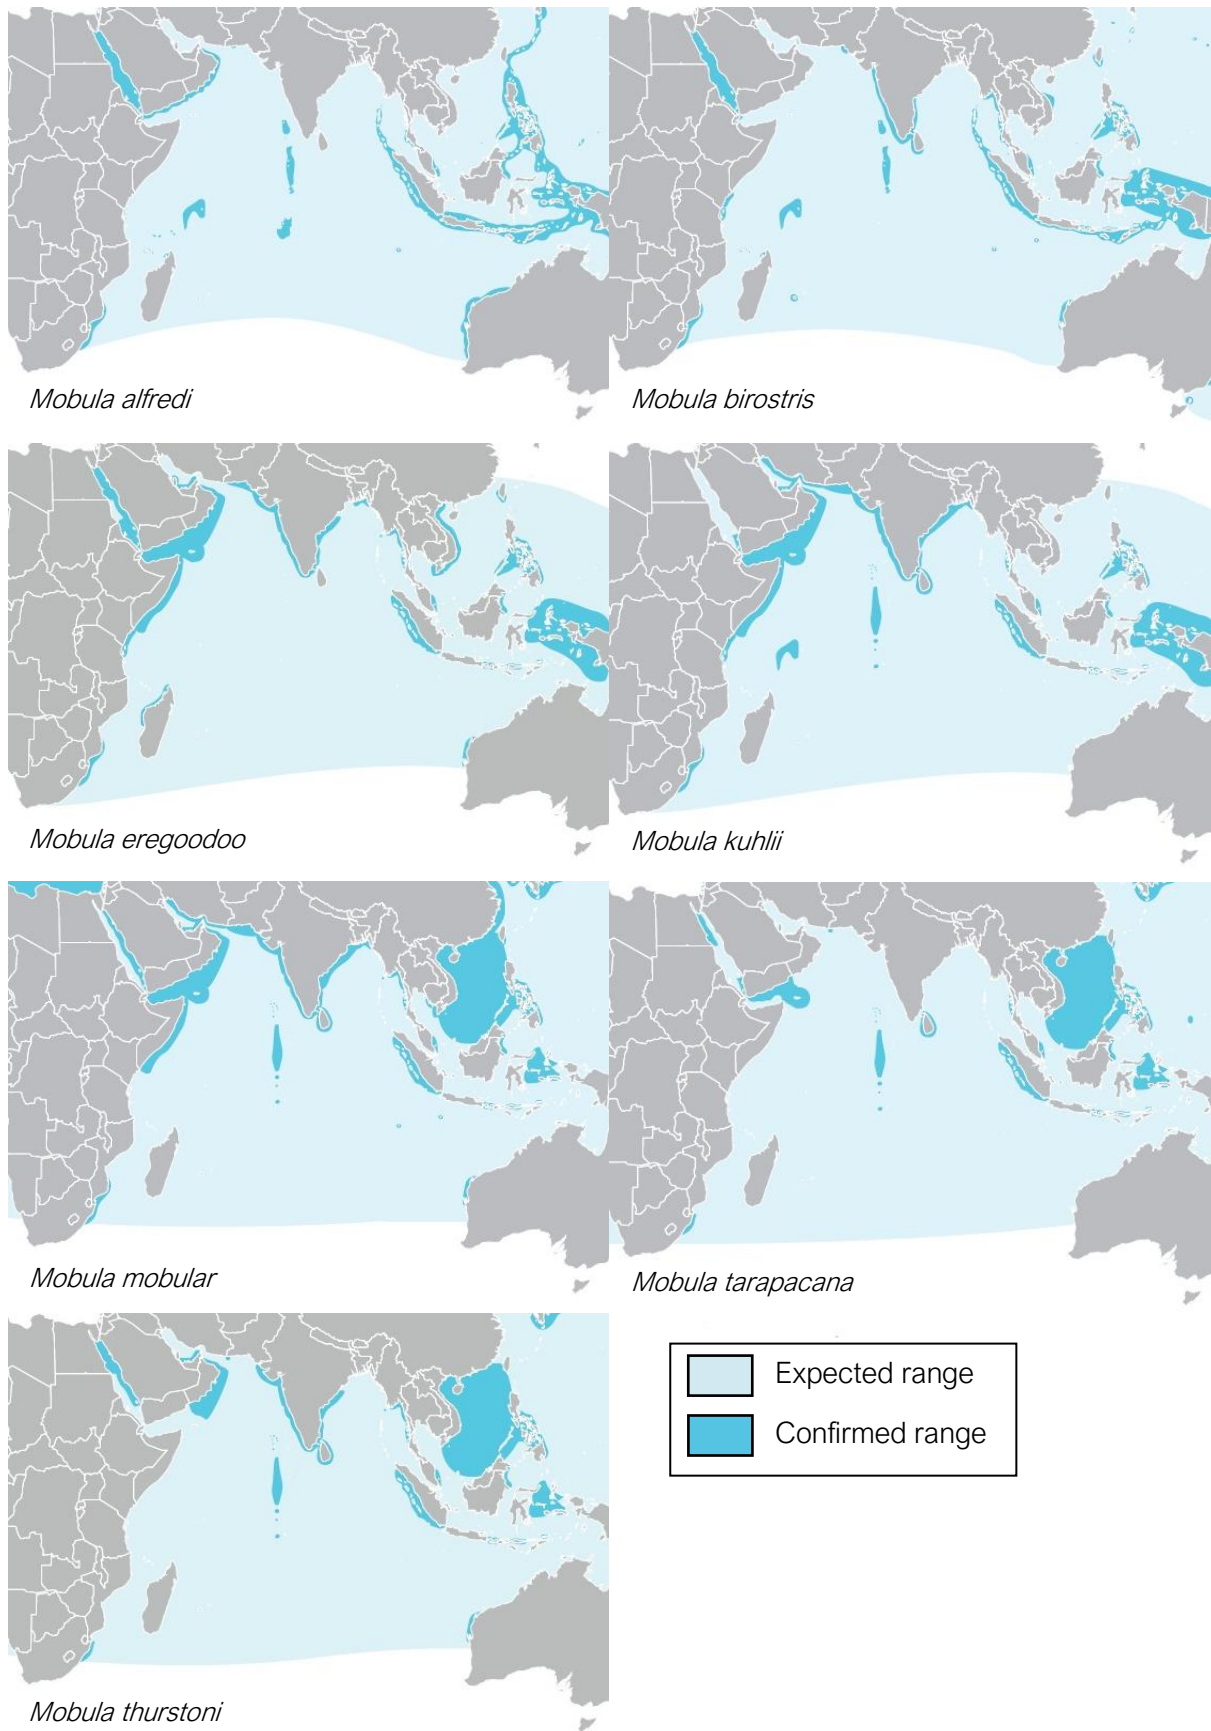 Mobula alfredi
Mobula birostris
Mobula eregoodoo
Mobula kuhlii
Mobula mobular
Mobula tarapacana
Mobula thurstoni
Expected range
Confirmed range